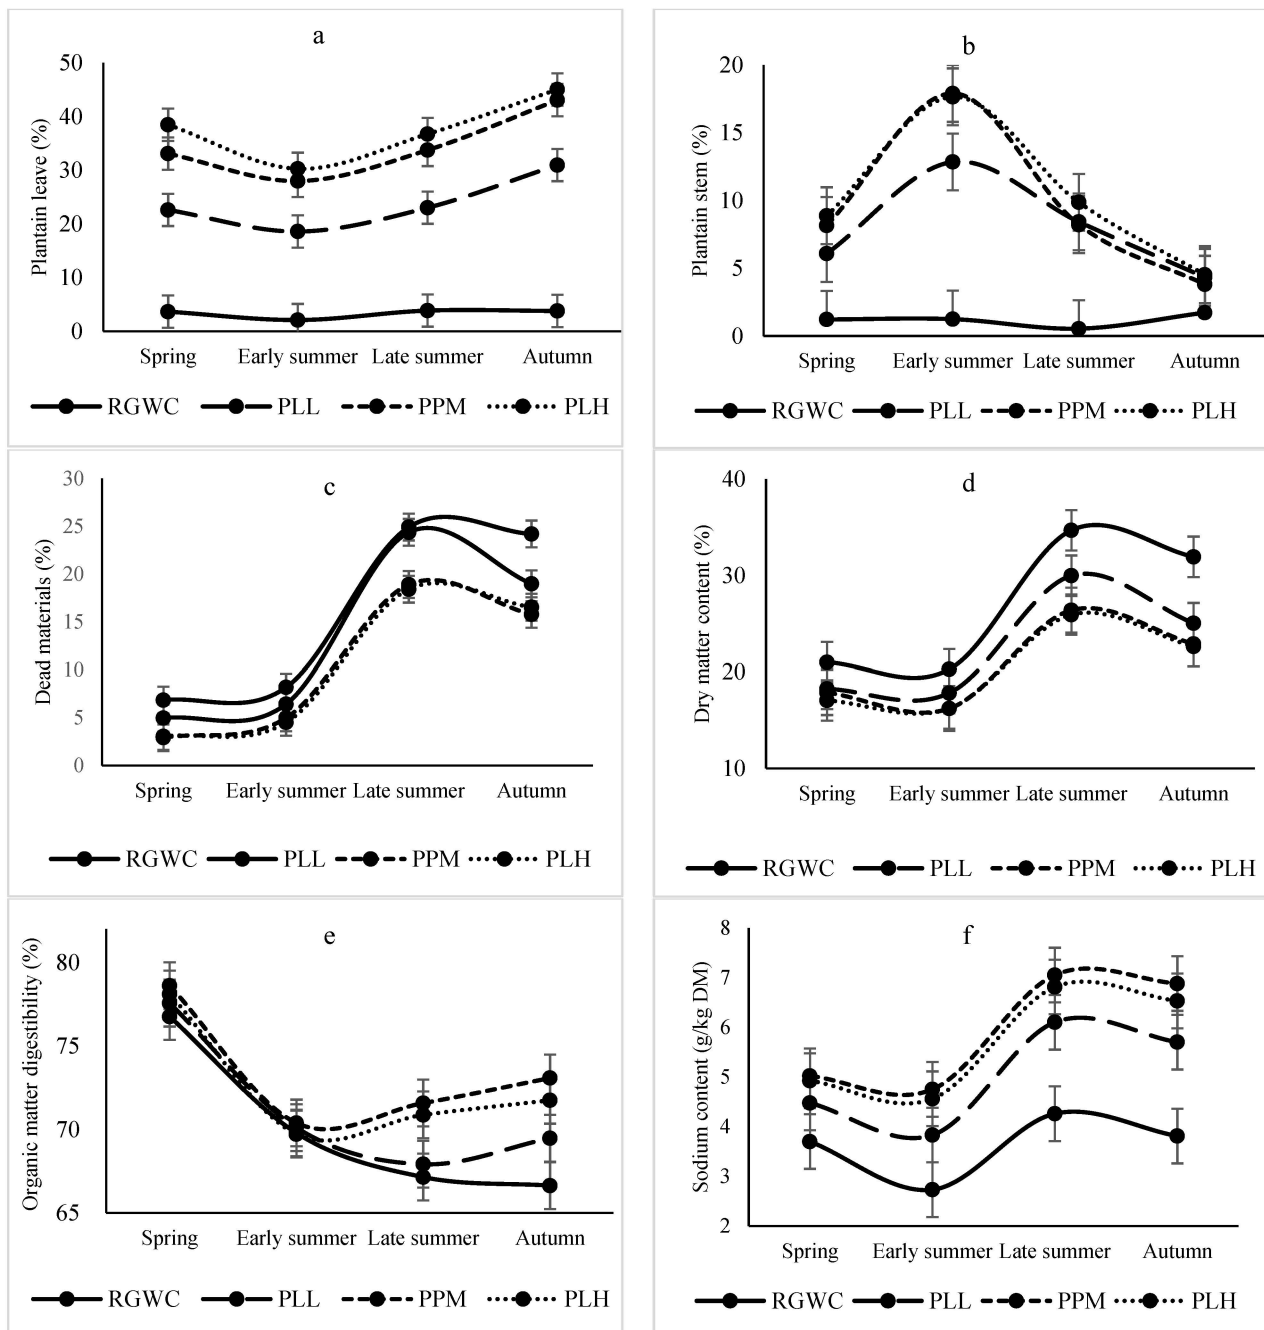 a
Plantain leave (%)
50
40
30
20
10
0
Spring Early summer Late summer Autumn
RGWC PLL PPM PLH
b
Plantain stem (%)
20
15
10
5
0
Spring Early summer Late summer Autumn
RGWC PLL PPM PLH
c
Dead materials (%)
30
25
20
15
10
5
0
Spring Early summer Late summer Autumn
RGWC PLL PPM PLH
d
Dry matter content (%)
40
30
20
10
Spring Early summer Late summer Autumn
RGWC PLL PPM PLH
e
Organic matter digestibility (%)
80
75
70
65
Spring Early summer Late summer Autumn
RGWC PLL PPM PLH
f
Sodium content (g/kg DM)
8
7
6
5
4
3
2
Spring Early summer Late summer Autumn
RGWC PLL PPM PLH